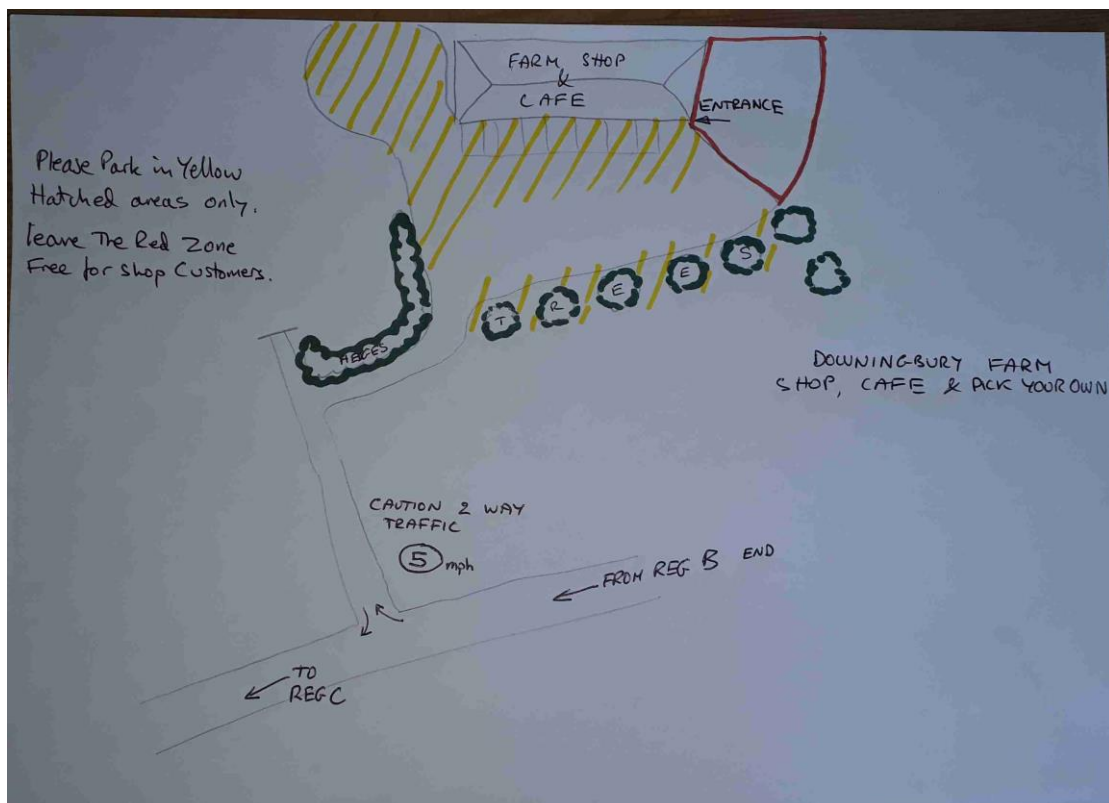 FARM SHOP
&
CAFE
ENTRANCE
Please Park in Yellow
Hatched areas only.
leave The Red Zone
Free for shop Customers.
T R E E S
HEGES
DOWNINGBURY FARM
SHOP, CAFE & PICK YOUR OWN
CAUTION 2 WAY
TRAFFIC
5 mph
FROM REG B END
TO
REG C